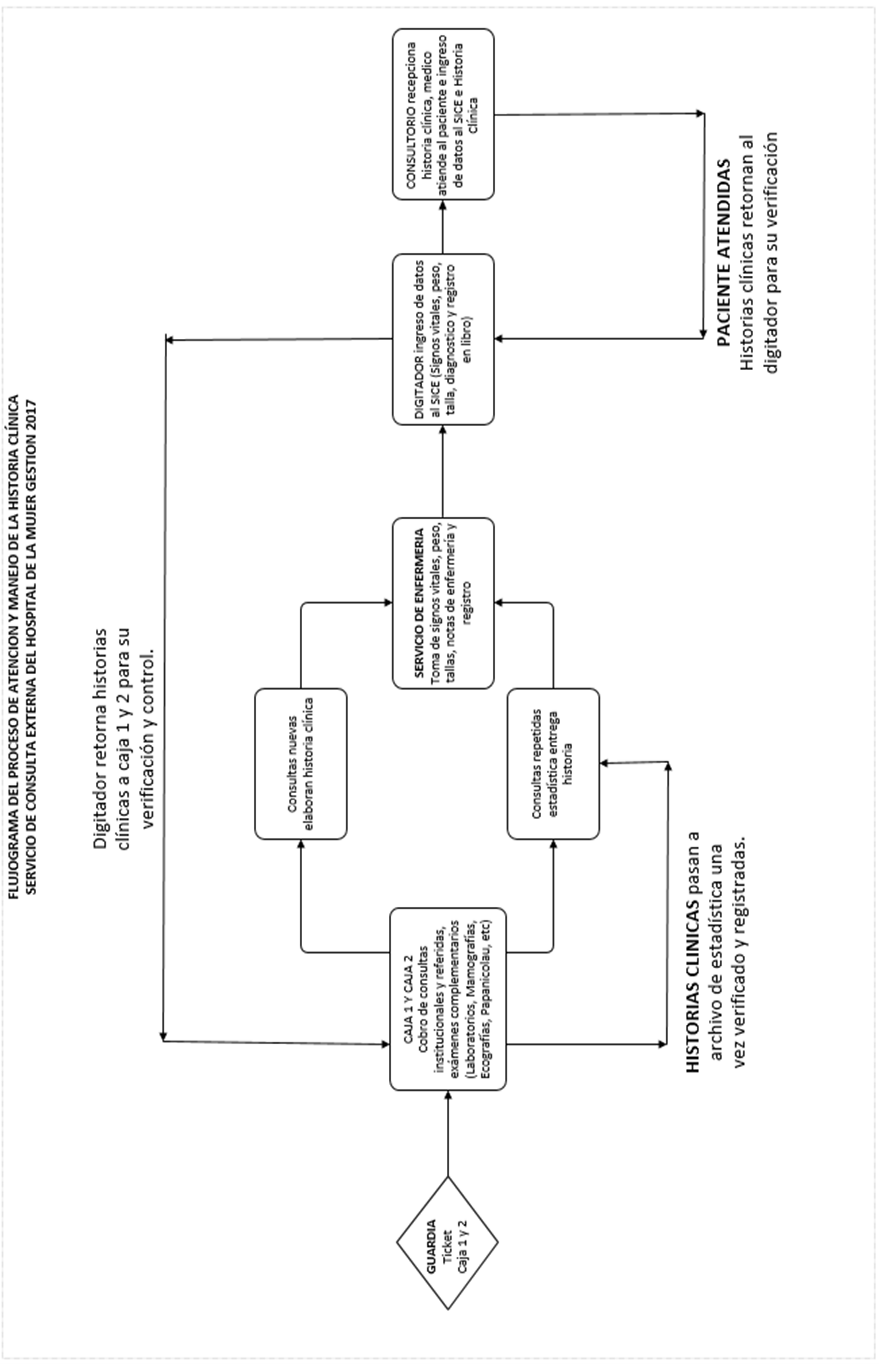 FLUJOGRAMA DEL PROCESO DE ATENCION Y MANEJO DE LA HISTORIA CLÍNICA
SERVICIO DE CONSULTA EXTERNA DEL HOSPITAL DE LA MUJER GESTION 2017
Digitador retorna historias
clínicas a caja 1 y 2 para su
verificación y control.
GUARDIA
Ticket
Caja 1 y 2
CAJA 1 Y CAJA 2
Cobro de consultas
institucionales y referidas,
exámenes complementarios
(Laboratorios, Mamografías,
Ecografías, Papanicolau, etc)
Consultas nuevas
elaboran historia clínica
Consultas repetidas
estadística entrega
historia
SERVICIO DE ENFERMERIA
Toma de signos vitales, peso,
tallas, notas de enfermería y
registro
DIGITADOR ingreso de datos
al SICE (Signos vitales, peso,
talla, diagnostico y registro
en libro)
CONSULTORIO recepciona
historia clínica, medico
atiende al paciente e ingreso
de datos al SICE e Historia
Clínica
HISTORIAS CLINICAS pasan a
archivo de estadística una
vez verificado y registradas.
PACIENTE ATENDIDAS
Historias clínicas retornan al
digitador para su verificación